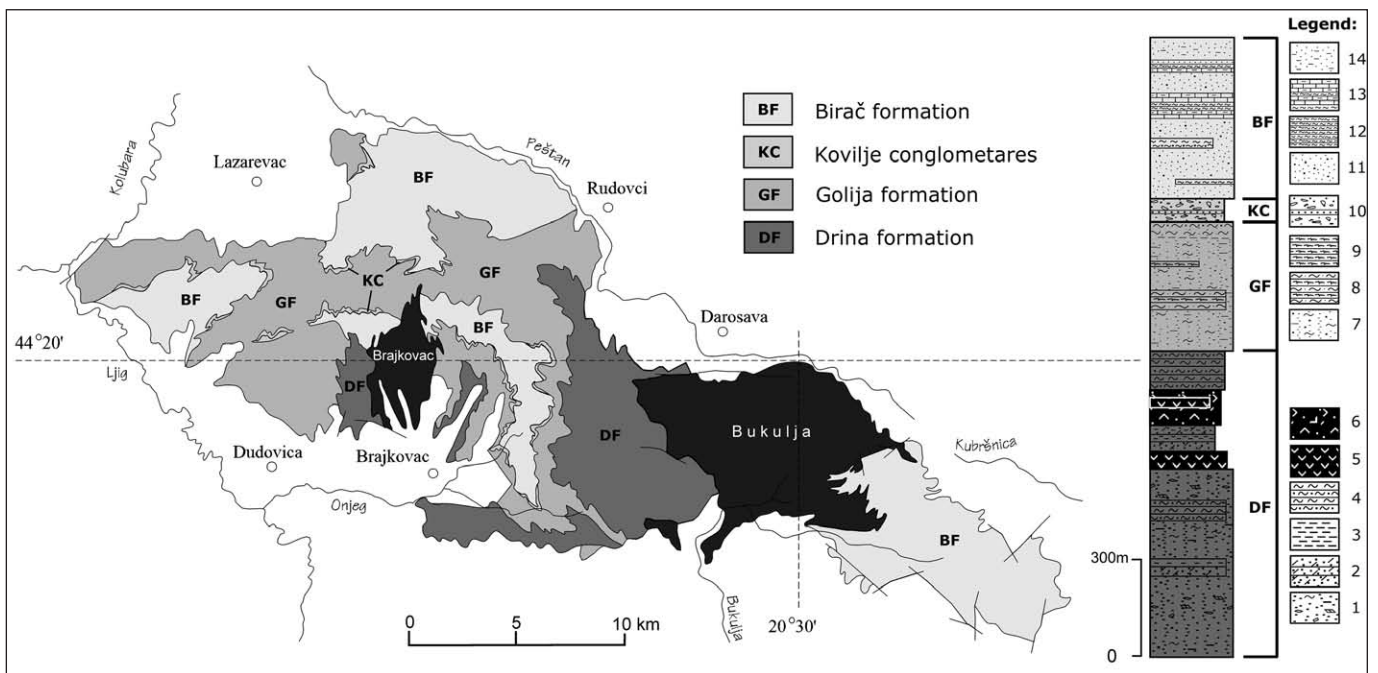 Legend:
BF Birač formation
KC Kovilje conglometares
GF Golija formation
DF Drina formation
Kolubara
Lazarevac
Peštan
Rudovci
BF
KC
GF
BF
GF
BF
Darosava
44°20'
Ljig
Brajkovac
DF
DF
Bukulja
Dudovica
Brajkovac
Kubršnica
Onjeg
BF
Bukulja
20°30'
0 5 10 km
BF
KC
GF
DF
300m
0
14
13
12
11
10
9
8
7
6
5
4
3
2
1